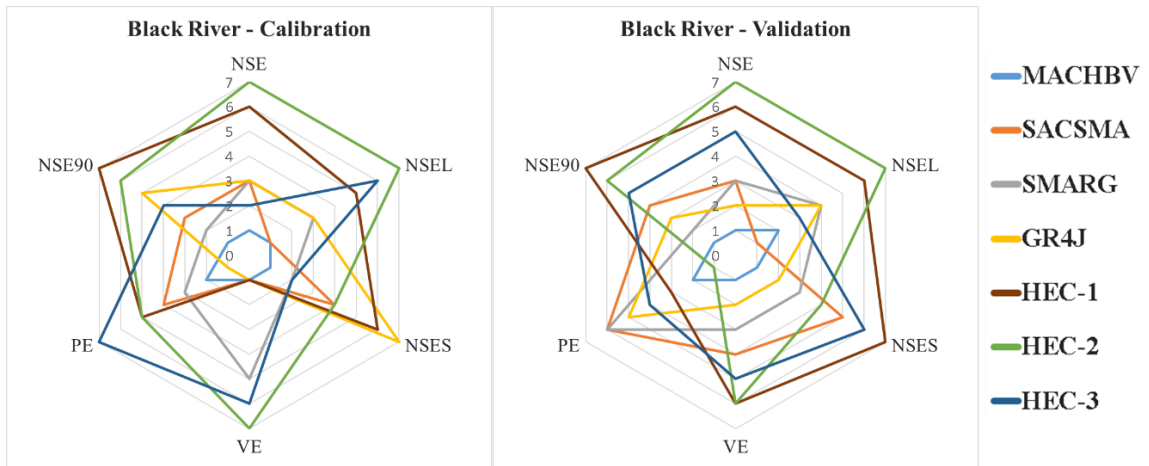 Black River - Calibration
NSE
7
6
5
4
3
2
1
0
NSE90
NSEL
PE
NSES
VE
Black River - Validation
NSE
7
6
5
4
3
2
1
0
NSE90
NSEL
PE
NSES
VE
MACHBV
SACSMA
SMARG
GR4J
HEC-1
HEC-2
HEC-3